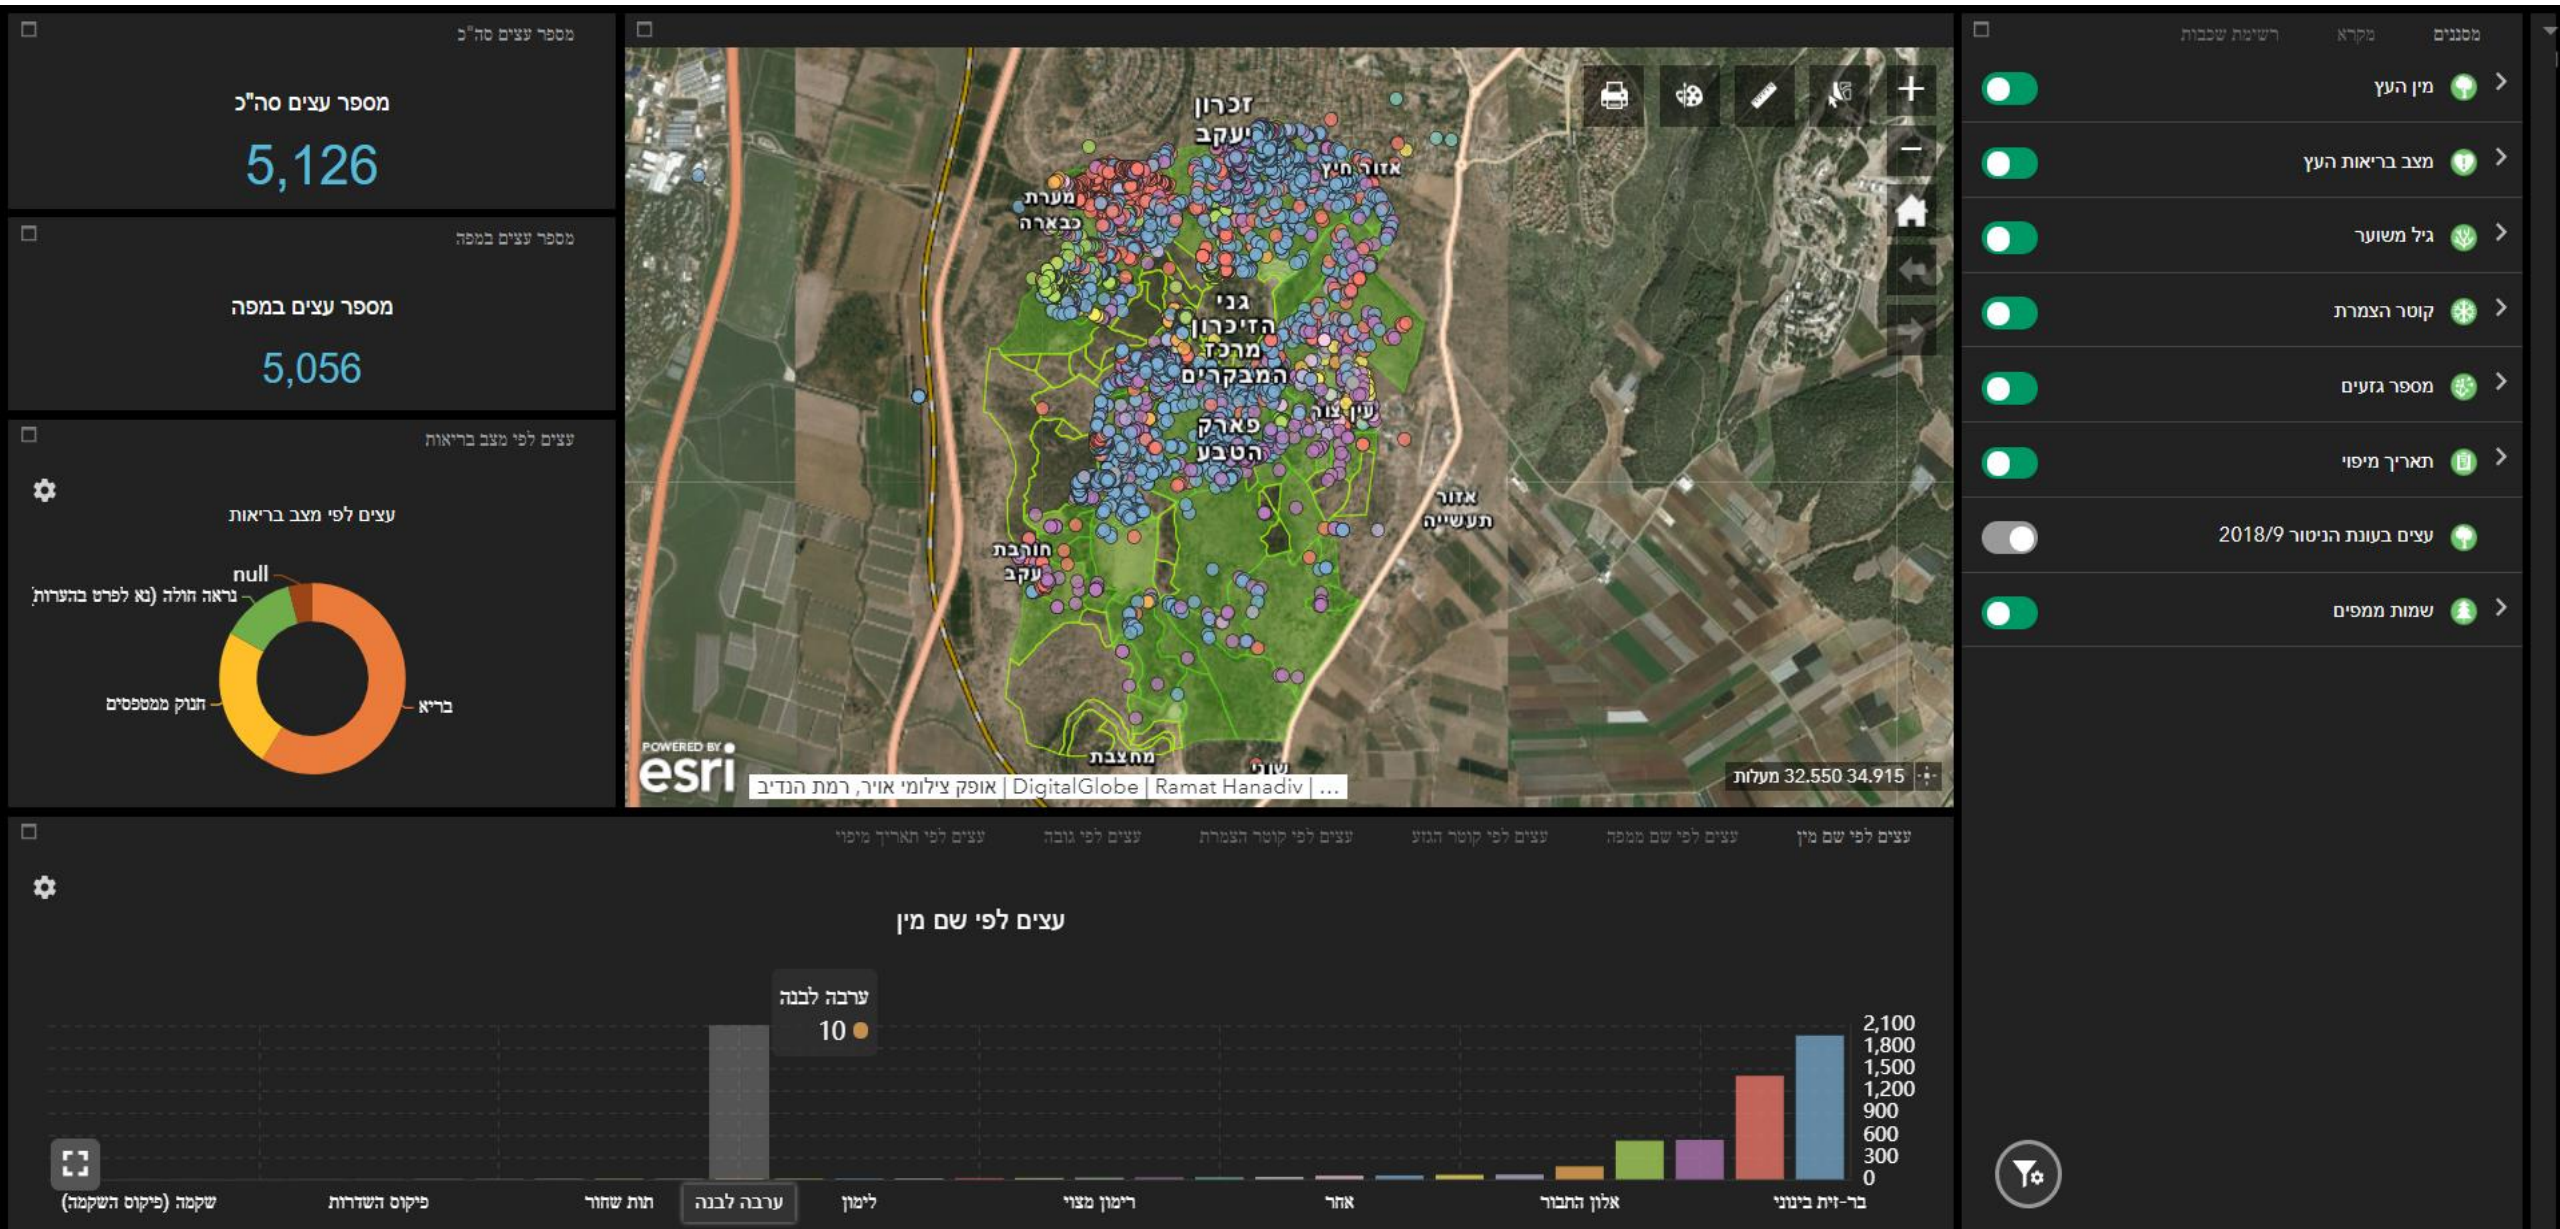 מספר עצים סה"כ
מספר עצים סה"כ
5,126
מספר עצים במפה
מספר עצים במפה
5,056
עצים לפי מצב בריאות
עצים לפי מצב בריאות
null
נראה חולה (נא לפרט בהערות)
חנוק ממטפסים
בריא
זכרון
יעקב
אזור חיץ
מערת
כבארה
גני
הזיכרון
מרכז
המבקרים
עין צור
פארק
הטבע
אזור
תעשייה
חורבת
עקב
מחצבת
שוני
POWERED BY
esri
אופק צילומי אויר, רמת הנדיב | DigitalGlobe | Ramat Hanadiv | ...
32.550 34.915 מעלות
מסננים
מקרא
רשימת שכבות
מין העץ
מצב בריאות העץ
גיל משוער
קוטר הצמרת
מספר גזעים
תאריך מיפוי
עצים בעונת הניטור 2018/9
שמות ממפים
עצים לפי שם מין
עצים לפי שם ממפה
עצים לפי קוטר הגזע
עצים לפי קוטר הצמרת
עצים לפי גובה
עצים לפי תאריך מיפוי
עצים לפי שם מין
ערבה לבנה
10
2,100
1,800
1,500
1,200
900
600
300
0
בר-זית בינוני
אלון התבור
אחר
רימון מצוי
לימון
ערבה לבנה
תות שחור
פיקוס השדרות
שקמה (פיקוס השקמה)